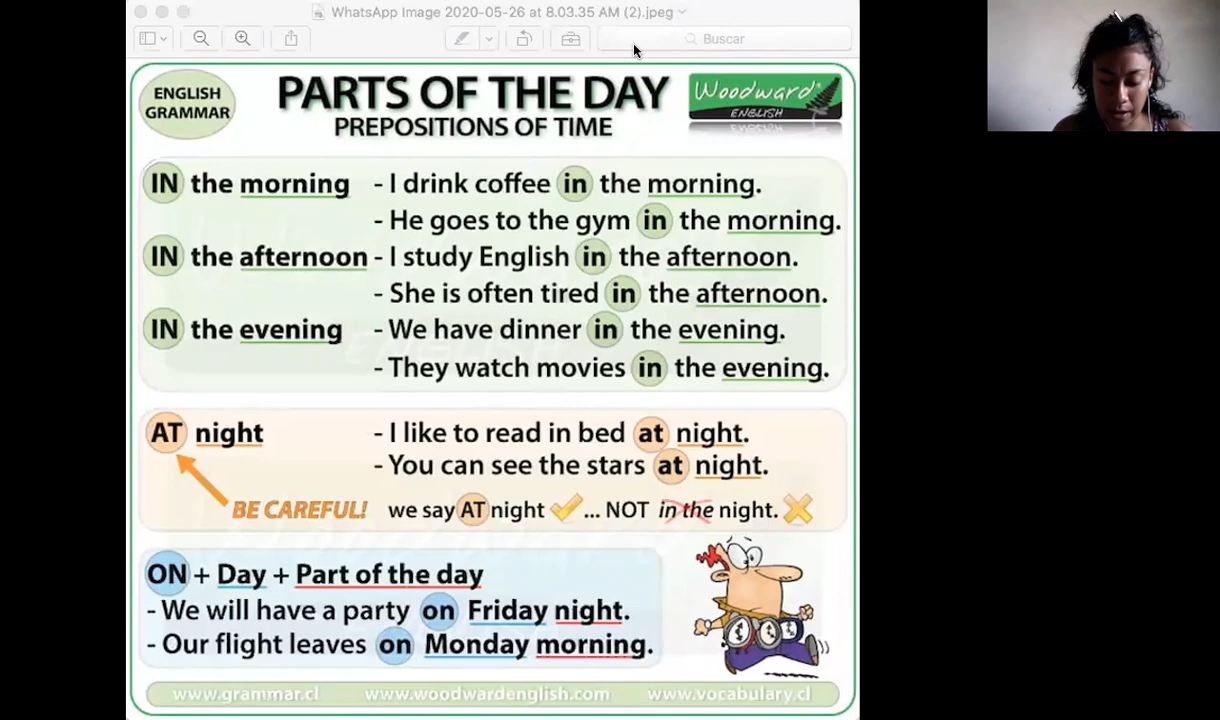 WhatsApp Image 2020-05-26 at 8.03.35 AM (2).jpeg
Buscar
ENGLISH GRAMMAR
PARTS OF THE DAY
PREPOSITIONS OF TIME
Woodward
ENGLISH
IN the morning - I drink coffee in the morning.
- He goes to the gym in the morning.
IN the afternoon - I study English in the afternoon.
- She is often tired in the afternoon.
IN the evening - We have dinner in the evening.
- They watch movies in the evening.
AT night - I like to read in bed at night.
- You can see the stars at night.
BE CAREFUL! we say AT night ... NOT in the night.
ON + Day + Part of the day
- We will have a party on Friday night.
- Our flight leaves on Monday morning.
www.grammar.cl www.woodwardenglish.com www.vocabulary.cl